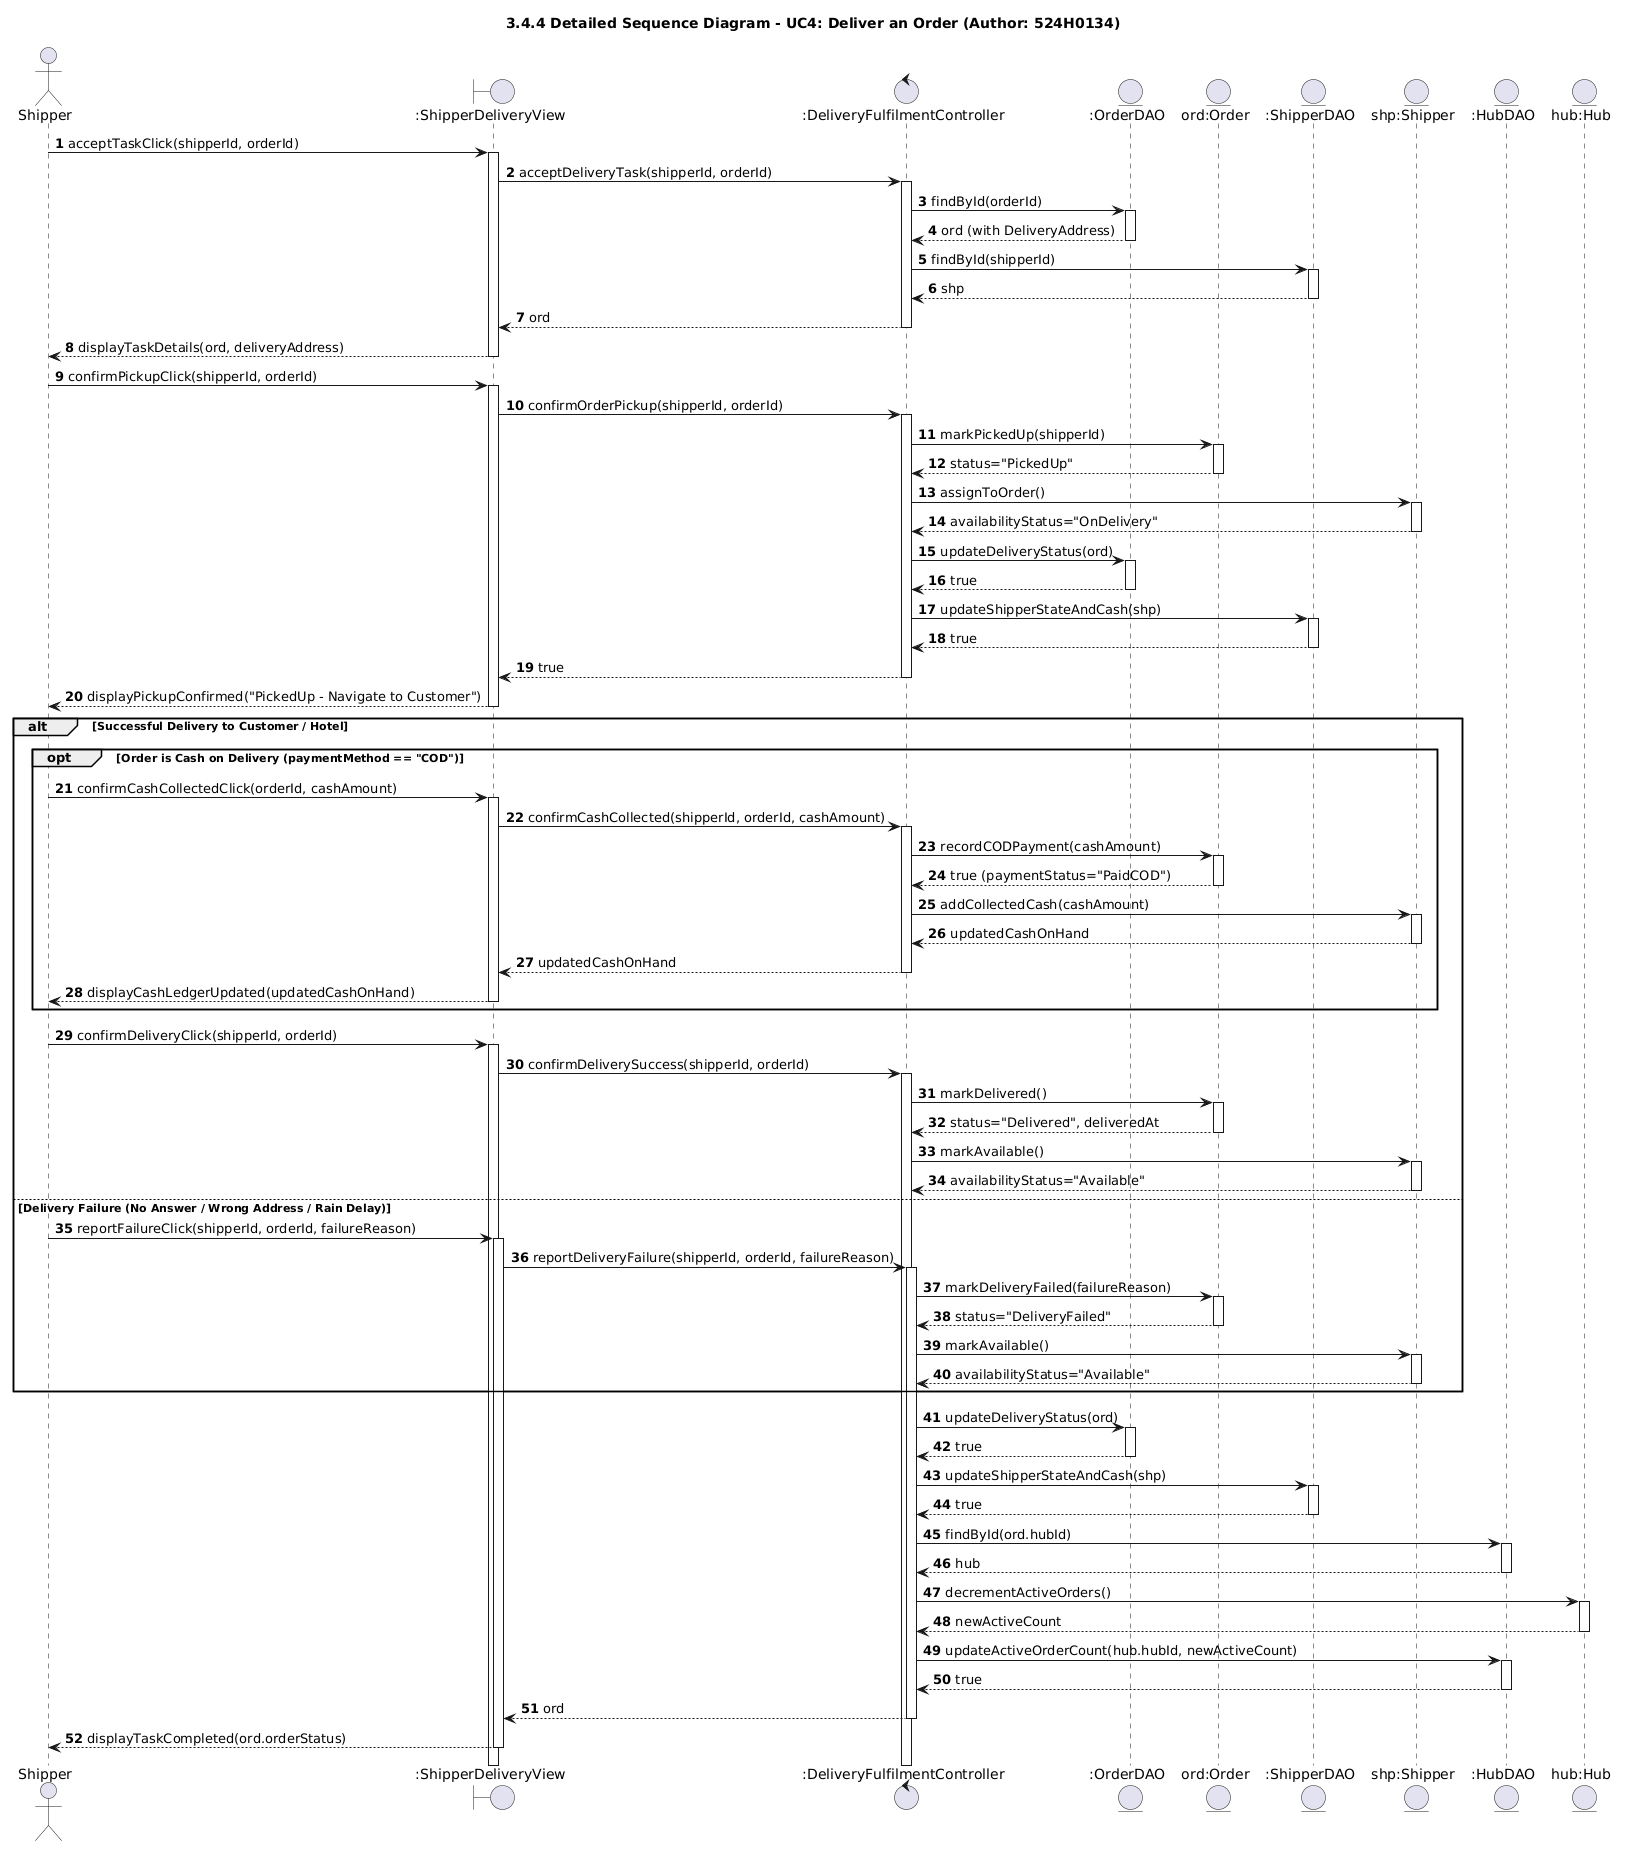 3.4.4 Detailed Sequence Diagram - UC4: Deliver an Order (Author: 524H0134)
Shipper
:ShipperDeliveryView
:DeliveryFulfilmentController
:OrderDAO
ord:Order
:ShipperDAO
shp:Shipper
:HubDAO
hub:Hub
1 acceptTaskClick(shipperId, orderId)
2 acceptDeliveryTask(shipperId, orderId)
3 findById(orderId)
4 ord (with DeliveryAddress)
5 findById(shipperId)
6 shp
7 ord
8 displayTaskDetails(ord, deliveryAddress)
9 confirmPickupClick(shipperId, orderId)
10 confirmOrderPickup(shipperId, orderId)
11 markPickedUp(shipperId)
12 status="PickedUp"
13 assignToOrder()
14 availabilityStatus="OnDelivery"
15 updateDeliveryStatus(ord)
16 true
17 updateShipperStateAndCash(shp)
18 true
19 true
20 displayPickupConfirmed("PickedUp - Navigate to Customer")
alt [Successful Delivery to Customer / Hotel]
opt [Order is Cash on Delivery (paymentMethod == "COD")]
21 confirmCashCollectedClick(orderId, cashAmount)
22 confirmCashCollected(shipperId, orderId, cashAmount)
23 recordCODPayment(cashAmount)
24 true (paymentStatus="PaidCOD")
25 addCollectedCash(cashAmount)
26 updatedCashOnHand
27 updatedCashOnHand
28 displayCashLedgerUpdated(updatedCashOnHand)
29 confirmDeliveryClick(shipperId, orderId)
30 confirmDeliverySuccess(shipperId, orderId)
31 markDelivered()
32 status="Delivered", deliveredAt
33 markAvailable()
34 availabilityStatus="Available"
[Delivery Failure (No Answer / Wrong Address / Rain Delay)]
35 reportFailureClick(shipperId, orderId, failureReason)
36 reportDeliveryFailure(shipperId, orderId, failureReason)
37 markDeliveryFailed(failureReason)
38 status="DeliveryFailed"
39 markAvailable()
40 availabilityStatus="Available"
41 updateDeliveryStatus(ord)
42 true
43 updateShipperStateAndCash(shp)
44 true
45 findById(ord.hubId)
46 hub
47 decrementActiveOrders()
48 newActiveCount
49 updateActiveOrderCount(hub.hubId, newActiveCount)
50 true
51 ord
52 displayTaskCompleted(ord.orderStatus)
Shipper
:ShipperDeliveryView
:DeliveryFulfilmentController
:OrderDAO
ord:Order
:ShipperDAO
shp:Shipper
:HubDAO
hub:Hub